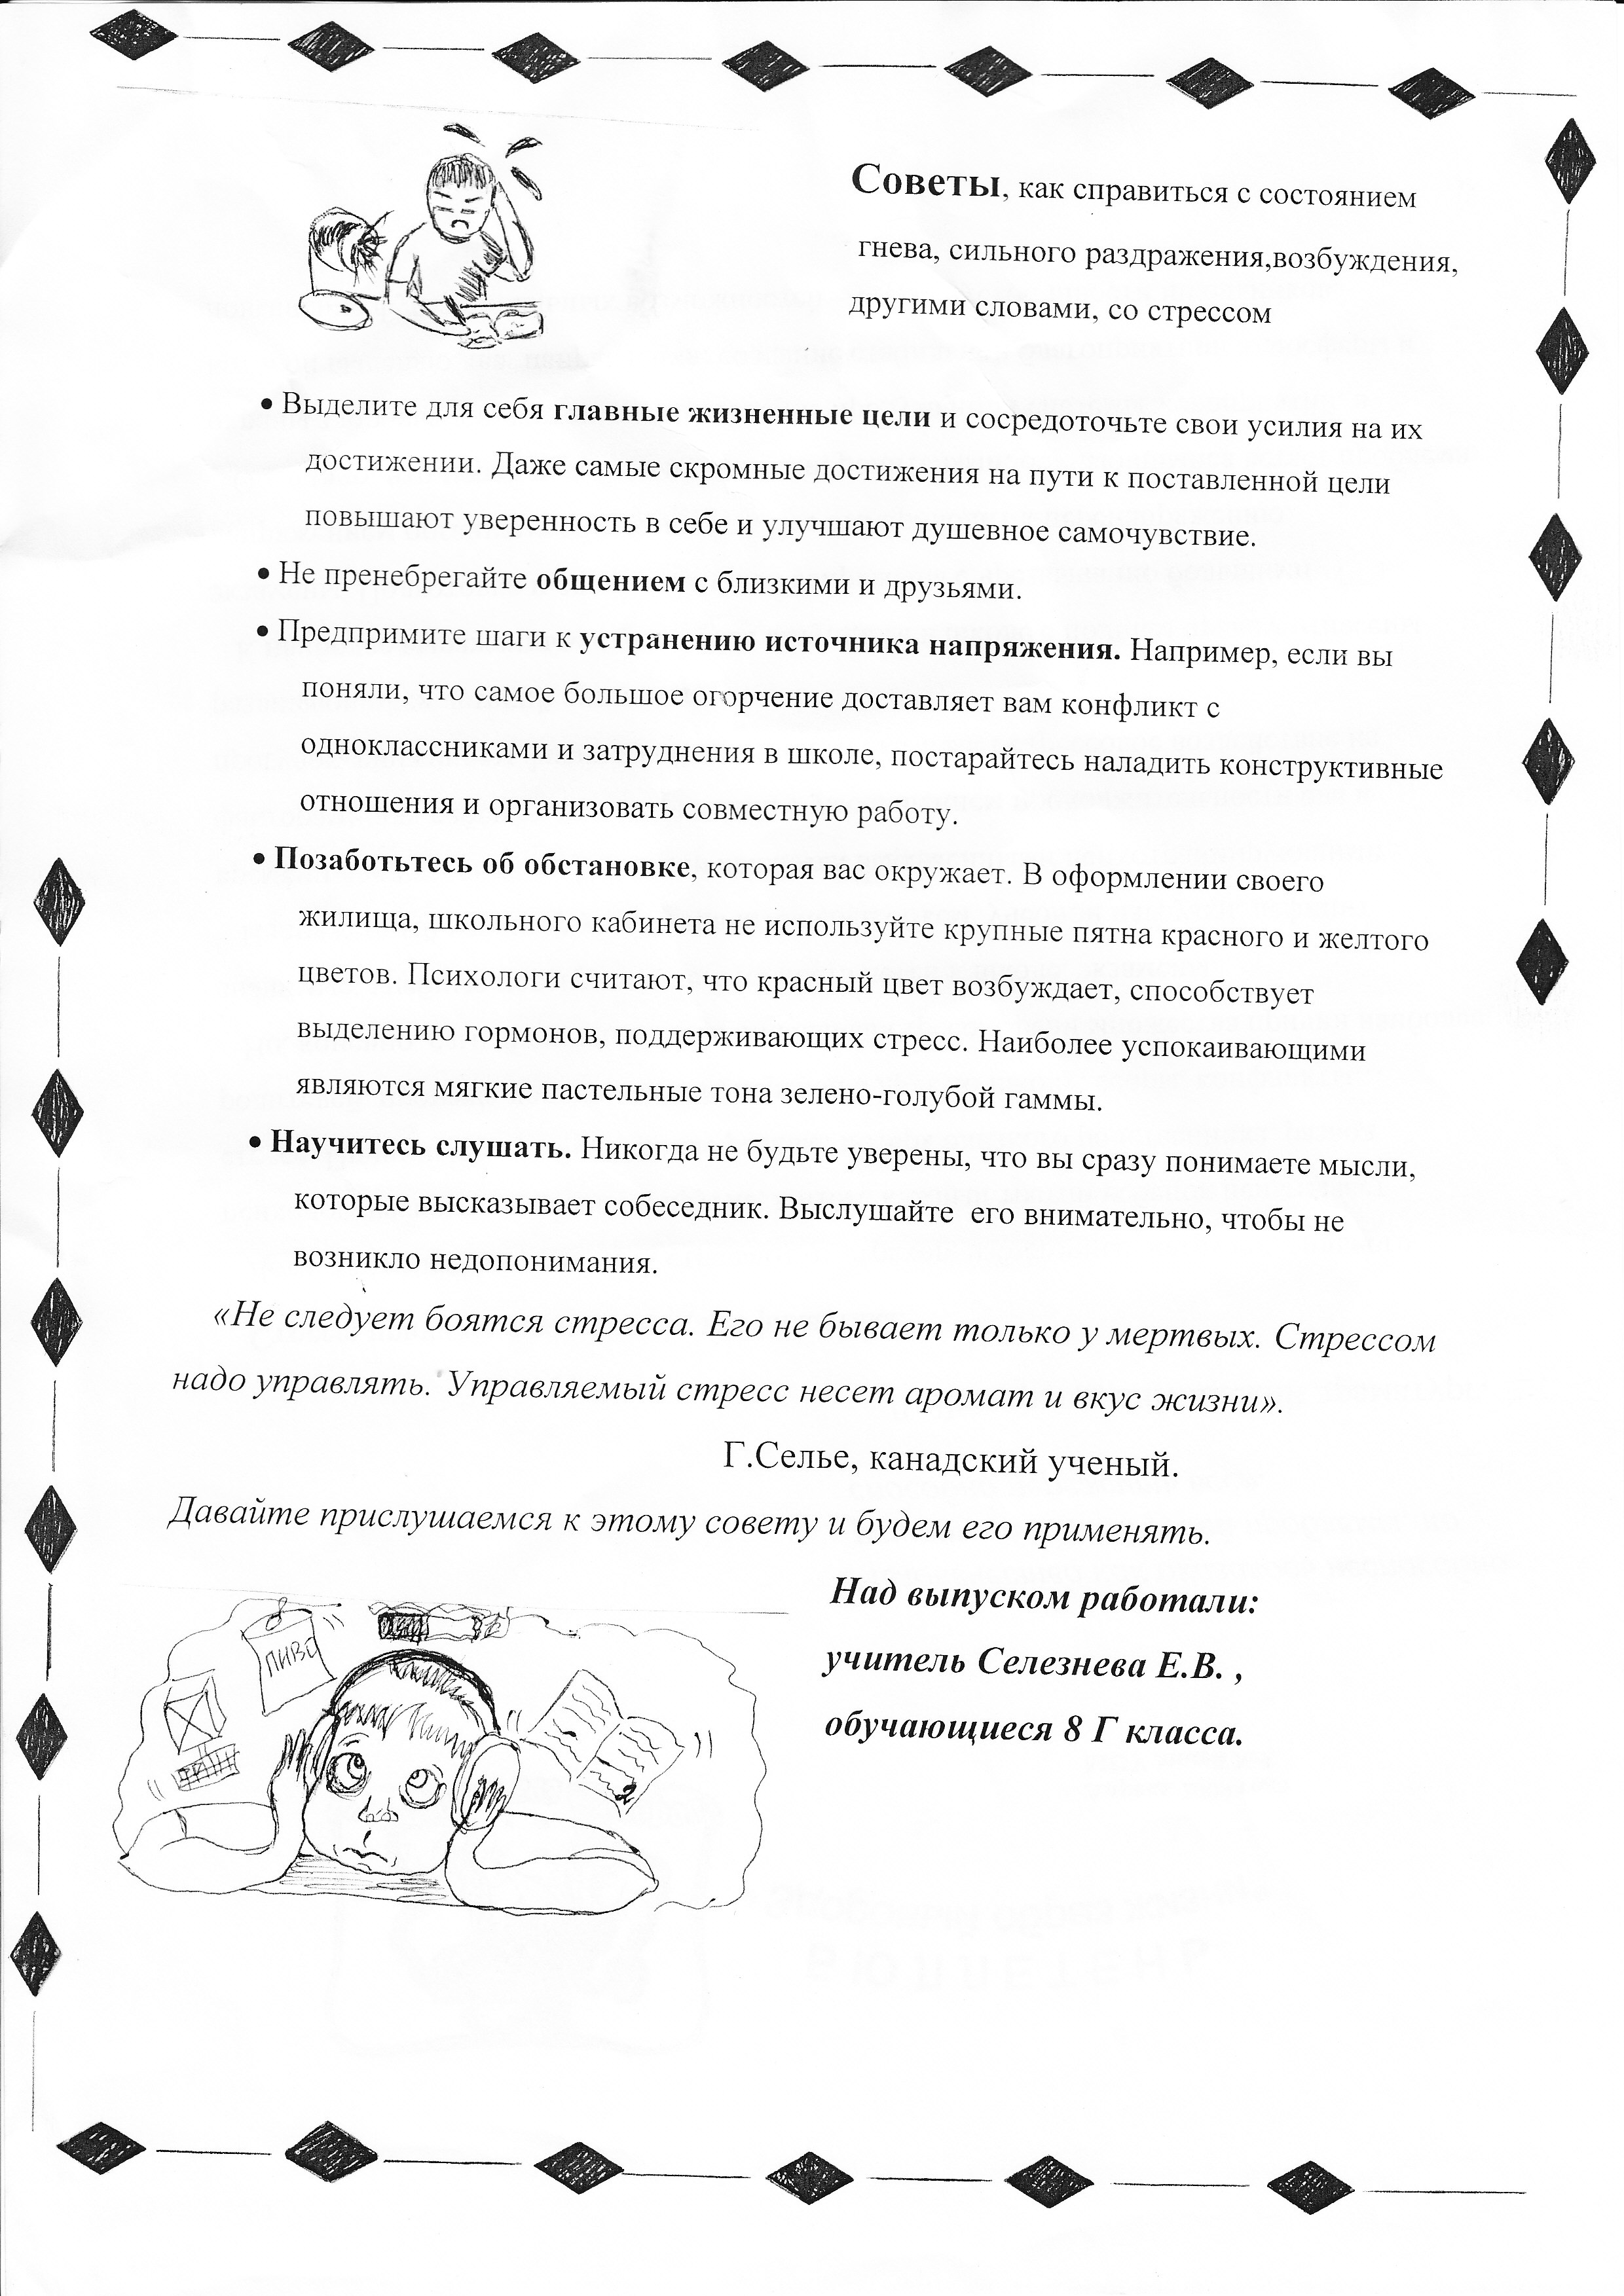 Советы, как справиться с состоянием
гнева, сильного раздражения,возбуждения,
другими словами, со стрессом
• Выделите для себя главные жизненные цели и сосредоточьте свои усилия на их
достижении. Даже самые скромные достижения на пути к поставленной цели
повышают уверенность в себе и улучшают душевное самочувствие.
• Не пренебрегайте общением с близкими и друзьями.
• Предпримите шаги к устранению источника напряжения. Например, если вы
поняли, что самое большое огорчение доставляет вам конфликт с
одноклассниками и затруднения в школе, постарайтесь наладить конструктивные
отношения и организовать совместную работу.
• Позаботьтесь об обстановке, которая вас окружает. В оформлении своего
жилища, школьного кабинета не используйте крупные пятна красного и желтого
цветов. Психологи считают, что красный цвет возбуждает, способствует
выделению гормонов, поддерживающих стресс. Наиболее успокаивающими
являются мягкие пастельные тона зелено-голубой гаммы.
• Научитесь слушать. Никогда не будьте уверены, что вы сразу понимаете мысли,
которые высказывает собеседник. Выслушайте его внимательно, чтобы не
возникло недопонимания.
«Не следует боятся стресса. Его не бывает только у мертвых. Стрессом
надо управлять. Управляемый стресс несет аромат и вкус жизни».
Г.Селье, канадский ученый.
Давайте прислушаемся к этому совету и будем его применять.
Над выпуском работали:
учитель Селезнева Е.В. ,
обучающиеся 8 Г класса.
ПИВО